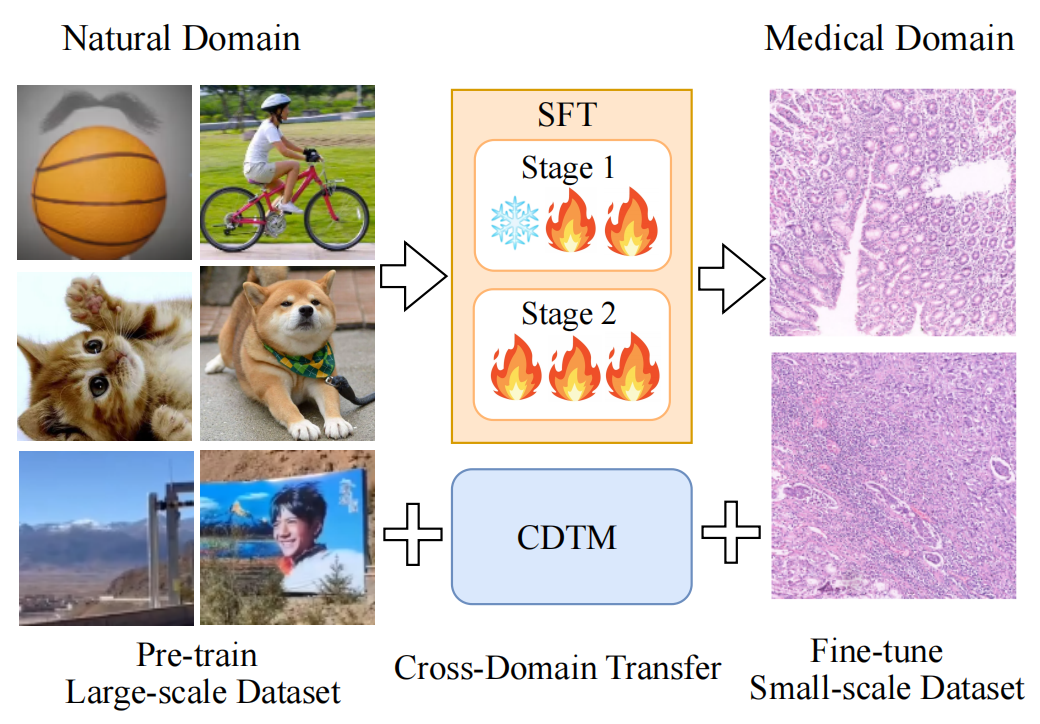 Natural Domain
Medical Domain
SFT
Stage 1
Stage 2
CDTM
Pre-train
Large-scale Dataset
Cross-Domain Transfer
Fine-tune
Small-scale Dataset